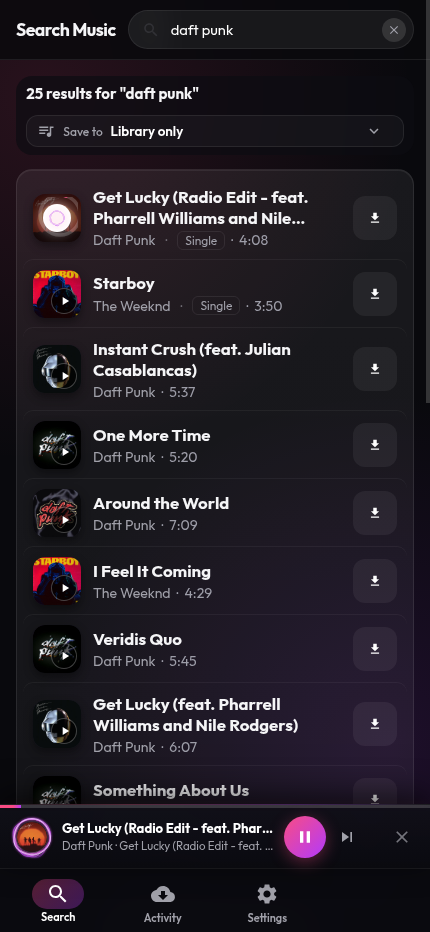 Search Music
daft punk
25 results for "daft punk"
Save to Library only
Get Lucky (Radio Edit - feat.
Pharrell Williams and Nile...
Daft Punk · Single · 4:08
STARBOY
Starboy
The Weeknd · Single · 3:50
Instant Crush (feat. Julian
Casablancas)
Daft Punk · 5:37
daft punk
One More Time
Daft Punk · 5:20
daft punk
Around the World
Daft Punk · 7:09
STARBOY
I Feel It Coming
The Weeknd · 4:29
daft punk
Veridis Quo
Daft Punk · 5:45
Get Lucky (feat. Pharrell
Williams and Nile Rodgers)
Daft Punk · 6:07
Something About Us
Get Lucky (Radio Edit - feat. Phar...
Daft Punk · Get Lucky (Radio Edit - feat. ...
Search
Activity
Settings